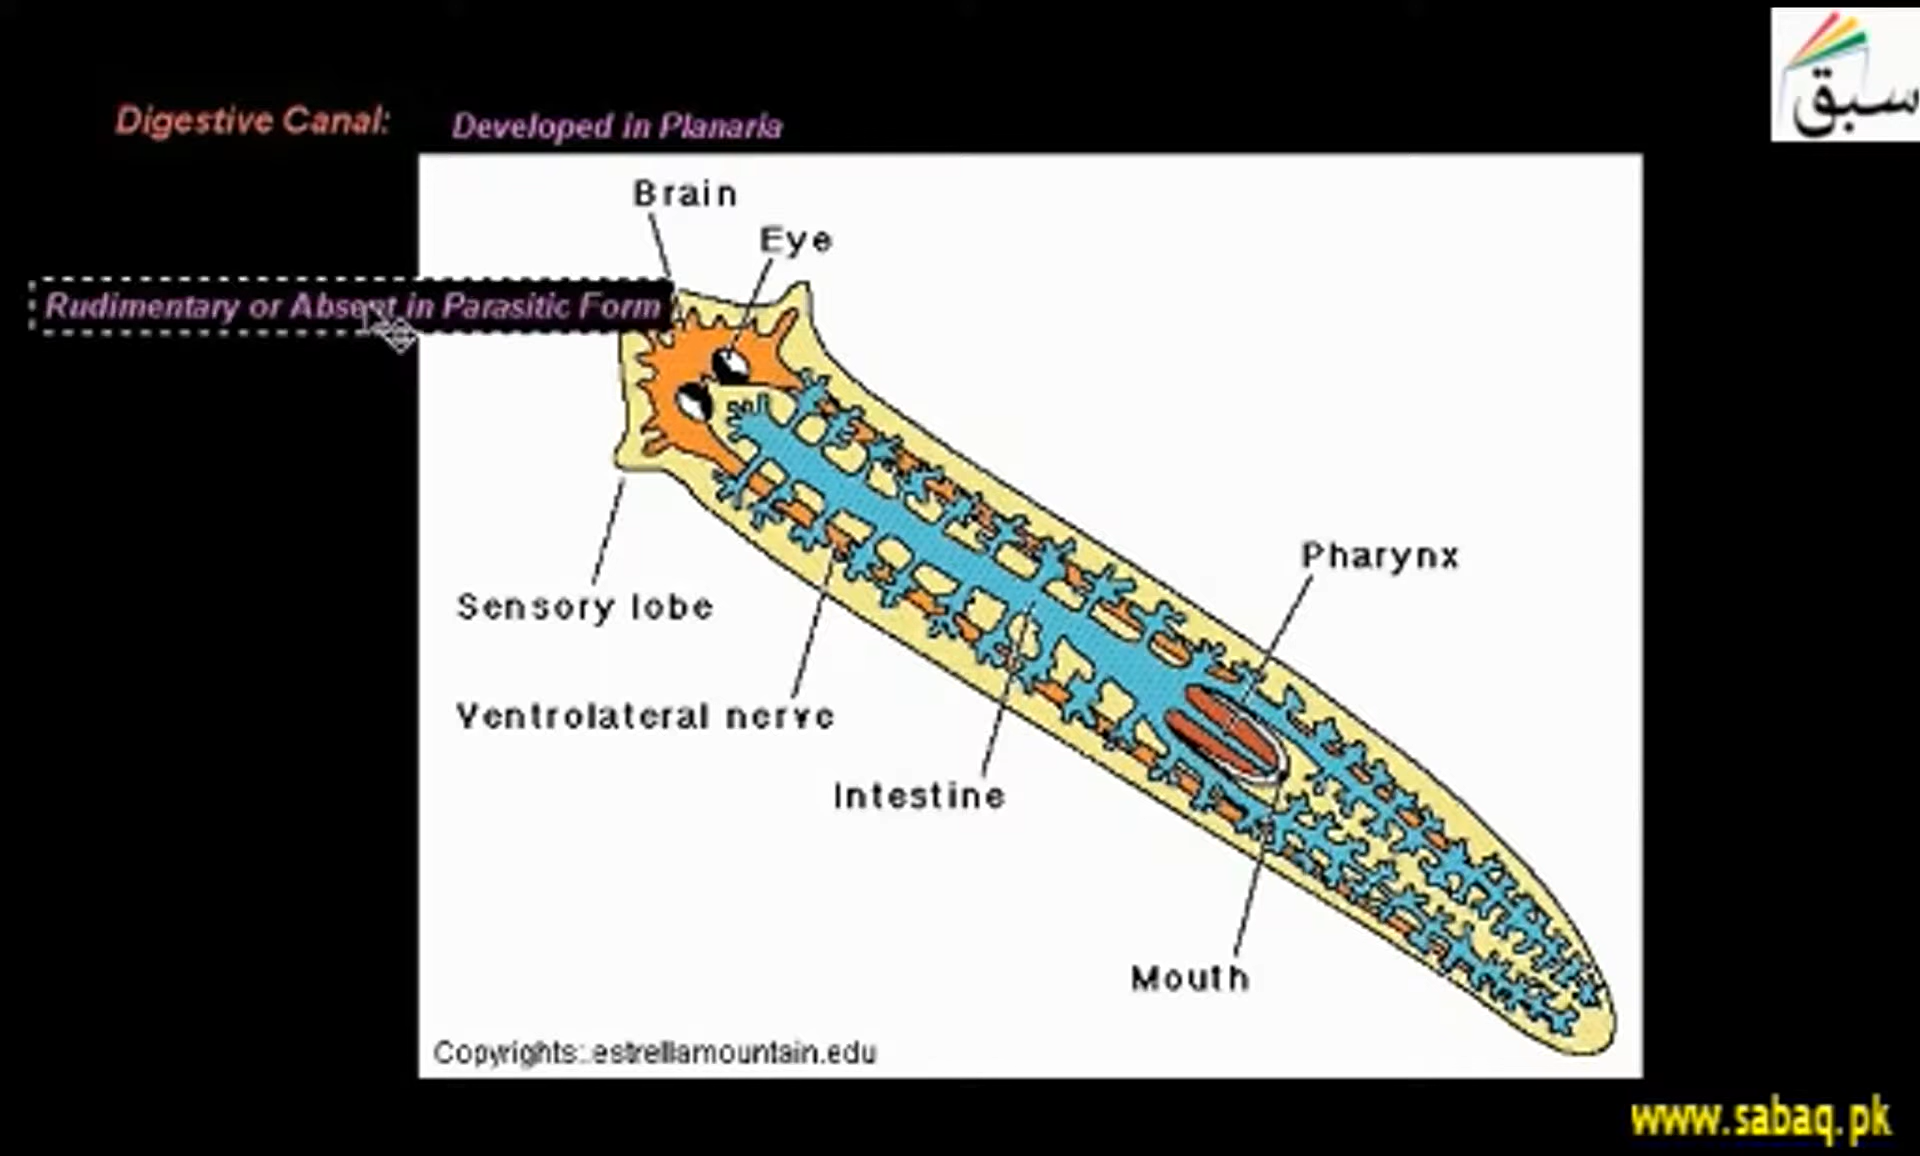 سبق
Digestive Canal:
Developed in Planaria
Brain
Eye
Rudimentary or Absent in Parasitic Form
Pharynx
Sensory lobe
Ventrolateral nerve
Intestine
Mouth
Copyrights: estrellamountain.edu
www.sabaq.pk